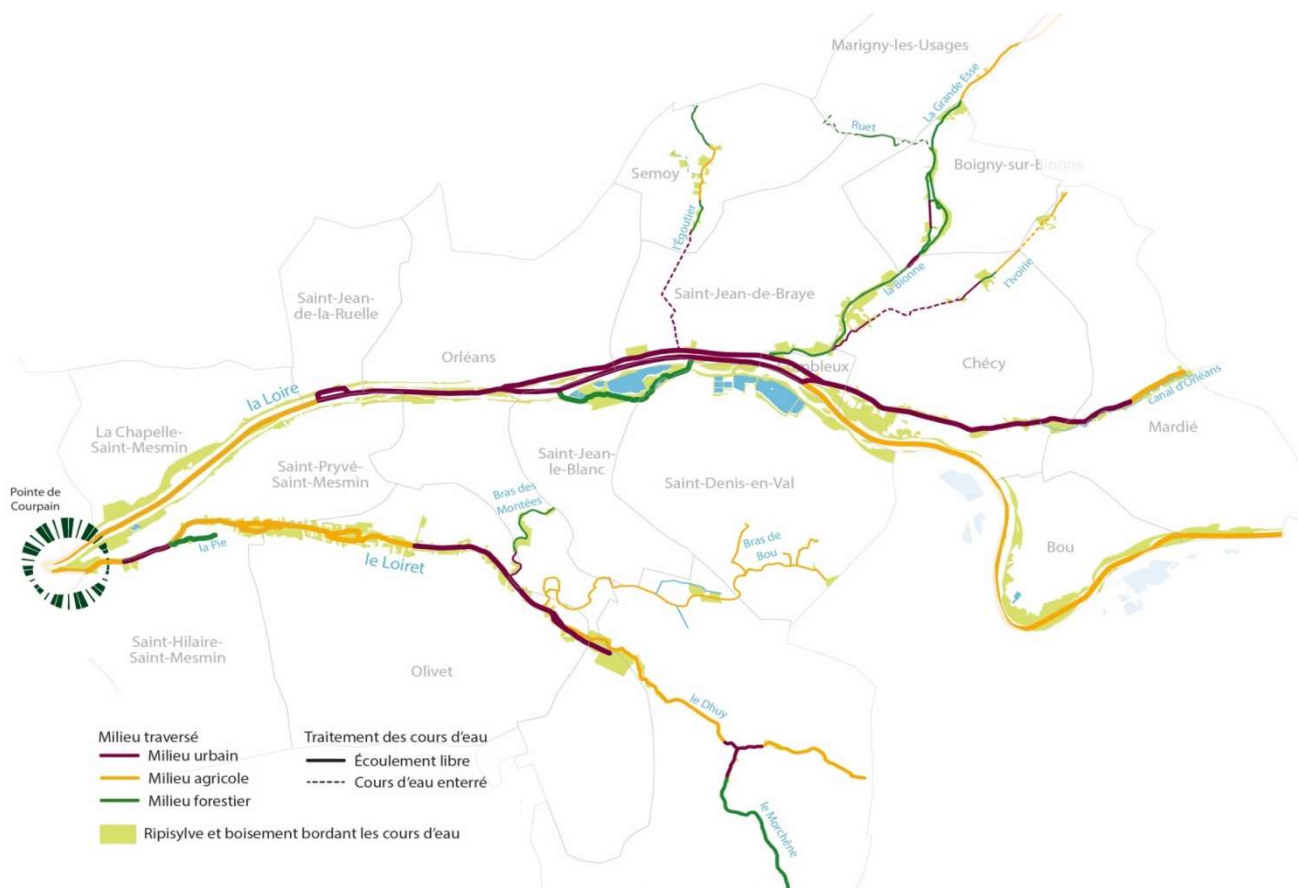 Marigny-les-Usages
La Grande Esse
Ruet
Boigny-sur-Bionne
Semoy
l'Égoutier
la Bionne
l'Ivoirie
Saint-Jean-
de-la-Ruelle
Saint-Jean-de-Braye
Orléans
Chécy
canal d'Orléans
Mardié
la Loire
La Chapelle-
Saint-Mesmin
Saint-Pryvé-
Saint-Mesmin
Saint-Jean-
le-Blanc
Saint-Denis-en-Val
Bras des
Montées
Pointe de
Courpain
la Pie
le Loiret
Bras de
Bou
Bou
Saint-Hilaire-
Saint-Mesmin
Olivet
le Dhuy
le Morchène
Milieu traversé
Milieu urbain
Milieu agricole
Milieu forestier
Traitement des cours d'eau
Écoulement libre
Cours d'eau enterré
Ripisylve et boisement bordant les cours d'eau